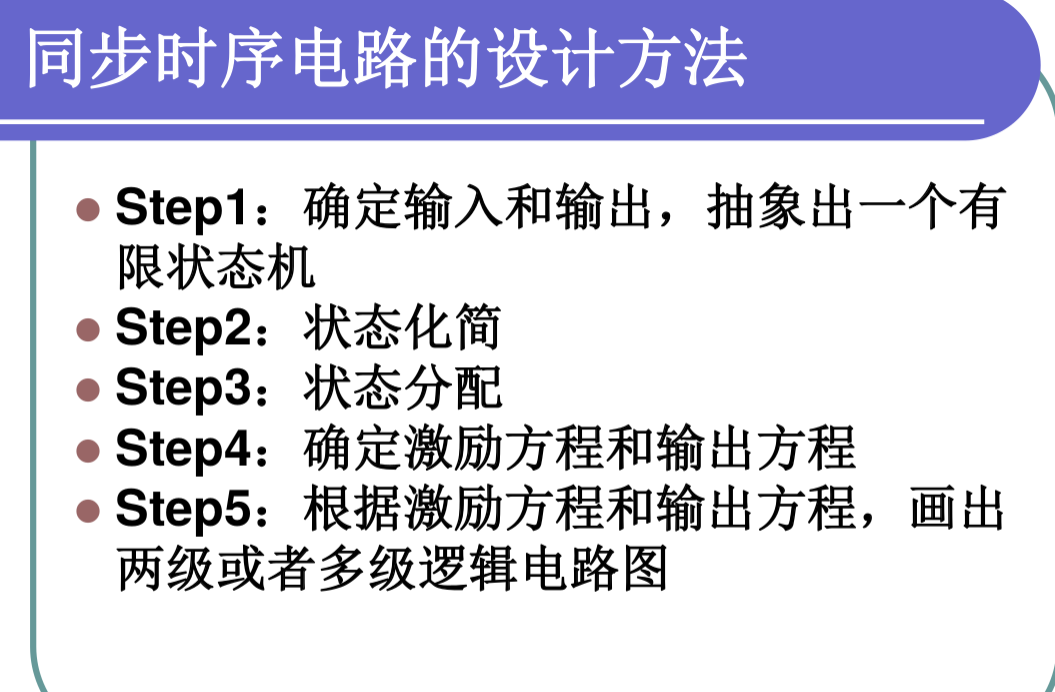 同步时序电路的设计方法
Step1：确定输入和输出，抽象出一个有
限状态机
Step2：状态化简
Step3：状态分配
Step4：确定激励方程和输出方程
Step5：根据激励方程和输出方程，画出
两级或者多级逻辑电路图